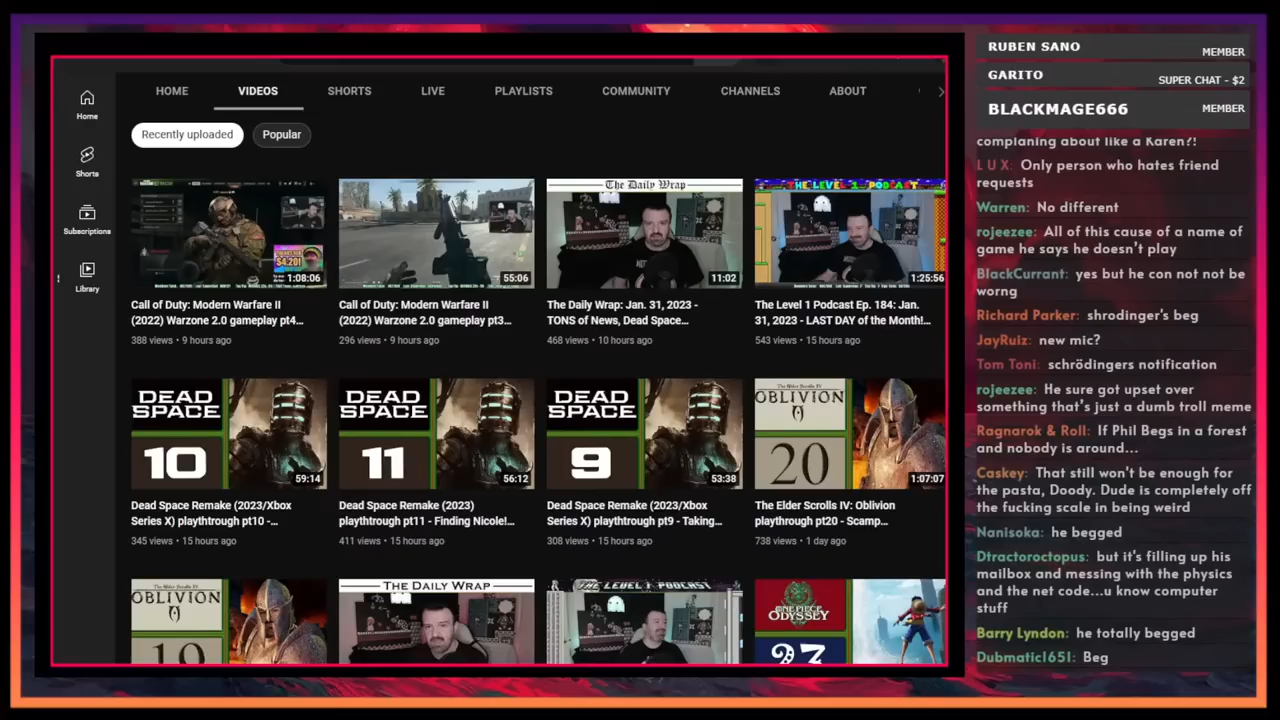 HOME
VIDEOS
SHORTS
LIVE
PLAYLISTS
COMMUNITY
CHANNELS
ABOUT
Home
Shorts
Subscriptions
Library
Recently uploaded
Popular
$4.20!
1:08:06
Call of Duty: Modern Warfare II
(2022) Warzone 2.0 gameplay pt4...
388 views • 9 hours ago
55:06
Call of Duty: Modern Warfare II
(2022) Warzone 2.0 gameplay pt3...
296 views • 9 hours ago
The Daily Wrap
11:02
The Daily Wrap: Jan. 31, 2023 -
TONS of News, Dead Space...
468 views • 10 hours ago
THE LEVEL 1 PODCAST
1:25:56
The Level 1 Podcast Ep. 184: Jan.
31, 2023 - LAST DAY of the Month!...
543 views • 15 hours ago
DEAD
SPACE
10
59:14
Dead Space Remake (2023/Xbox
Series X) playthrough pt10 -...
345 views • 15 hours ago
DEAD
SPACE
11
56:12
Dead Space Remake (2023)
playthrough pt11 - Finding Nicole!...
411 views • 15 hours ago
DEAD
SPACE
9
53:38
Dead Space Remake (2023/Xbox
Series X) playthrough pt9 - Taking...
308 views • 15 hours ago
The Elder Scrolls IV
OBLIVION
20
1:07:07
The Elder Scrolls IV: Oblivion
playthrough pt20 - Scamp...
738 views • 1 day ago
The Elder Scrolls IV
OBLIVION
19
THE DAILY WRAP
THE LEVEL 1 PODCAST
ONE PIECE
ODYSSEY
23
RUBEN SANO
MEMBER
GARITO
SUPER CHAT - $2
BLACKMAGE666
MEMBER
complaning about like a Karen?!
L U X: Only person who hates friend
requests
Warren: No different
rojeezee: All of this cause of a name of
game he says he doesn't play
BlackCurrant: yes but he con not not be
worng
Richard Parker: shrodinger's beg
JayRuiz: new mic?
Tom Toni: schrödingers notification
rojeezee: He sure got upset over
something that's just a dumb troll meme
Ragnarok & Roll: If Phil Begs in a forest
and nobody is around...
Caskey: That still won't be enough for
the pasta, Doody. Dude is completely off
the fucking scale in being weird
Nanisoka: he begged
Dtractoroctopus: but it's filling up his
mailbox and messing with the physics
and the net code...u know computer
stuff
Barry Lyndon: he totally begged
Dubmatic1651: Beg